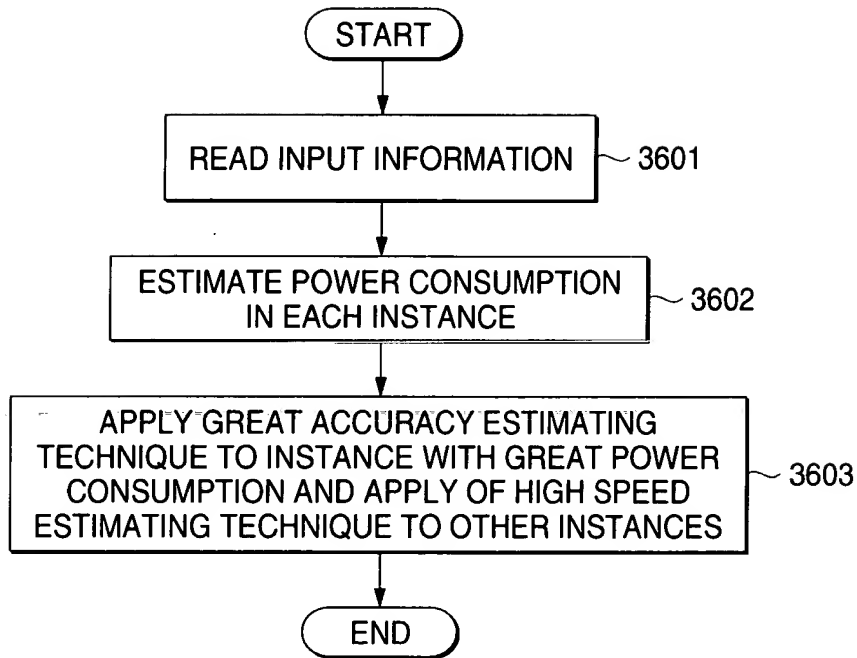 START
READ INPUT INFORMATION
3601
ESTIMATE POWER CONSUMPTION
IN EACH INSTANCE
3602
APPLY GREAT ACCURACY ESTIMATING
TECHNIQUE TO INSTANCE WITH GREAT POWER
CONSUMPTION AND APPLY OF HIGH SPEED
ESTIMATING TECHNIQUE TO OTHER INSTANCES
3603
END